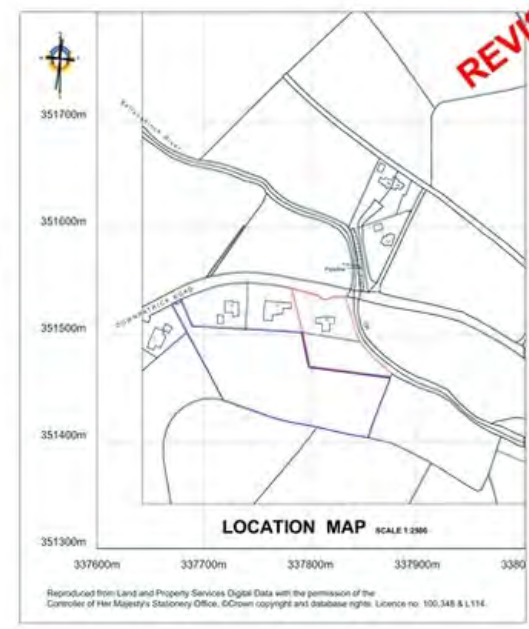 REVIS
351700m
351600m
351500m
351400m
351300m
DOWNPATRICK ROAD
LOCATION MAP SCALE 1:2500
337600m 337700m 337800m 337900m 3380
Reproduced from Land and Property Services Digital Data with the permission of the
Controller of Her Majesty's Stationery Office, ©Crown copyright and database rights. Licence no. 100,348 & L114.